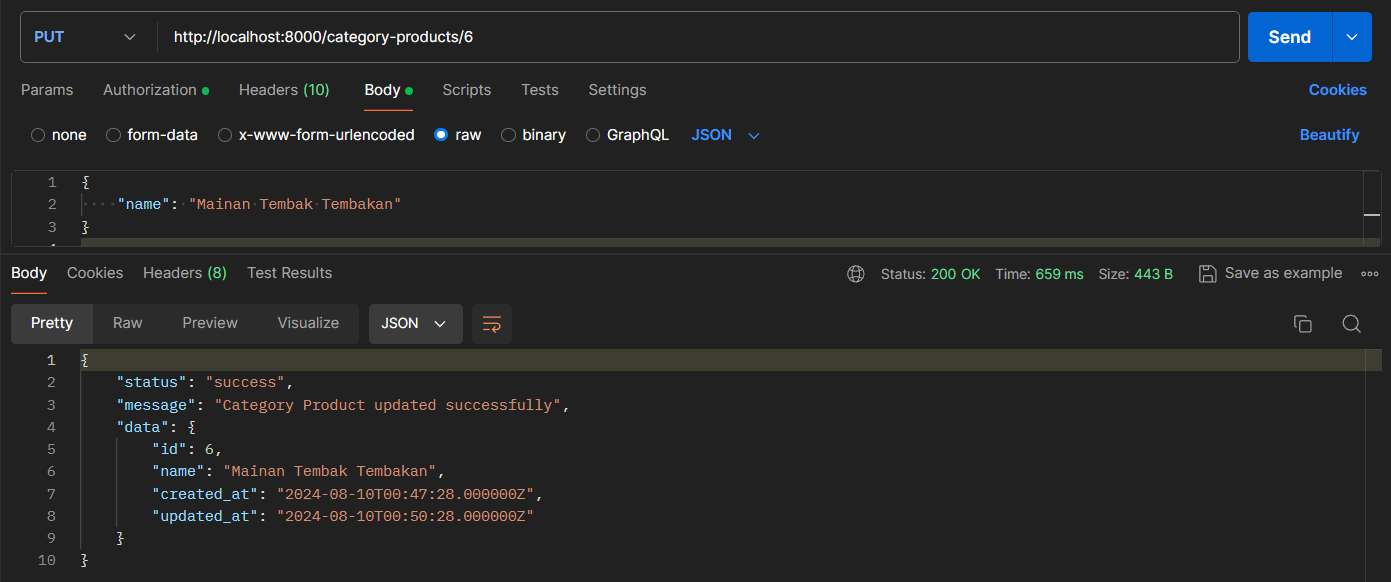 PUT http://localhost:8000/category-products/6 Send
Params Authorization Headers (10) Body Scripts Tests Settings Cookies
none form-data x-www-form-urlencoded raw binary GraphQL JSON Beautify
1 {
2 "name": "Mainan Tembak Tembakan"
3 }
Body Cookies Headers (8) Test Results Status: 200 OK Time: 659 ms Size: 443 B Save as example
Pretty Raw Preview Visualize JSON
1 {
2 "status": "success",
3 "message": "Category Product updated successfully",
4 "data": {
5 "id": 6,
6 "name": "Mainan Tembak Tembakan",
7 "created_at": "2024-08-10T00:47:28.000000Z",
8 "updated_at": "2024-08-10T00:50:28.000000Z"
9 }
10 }